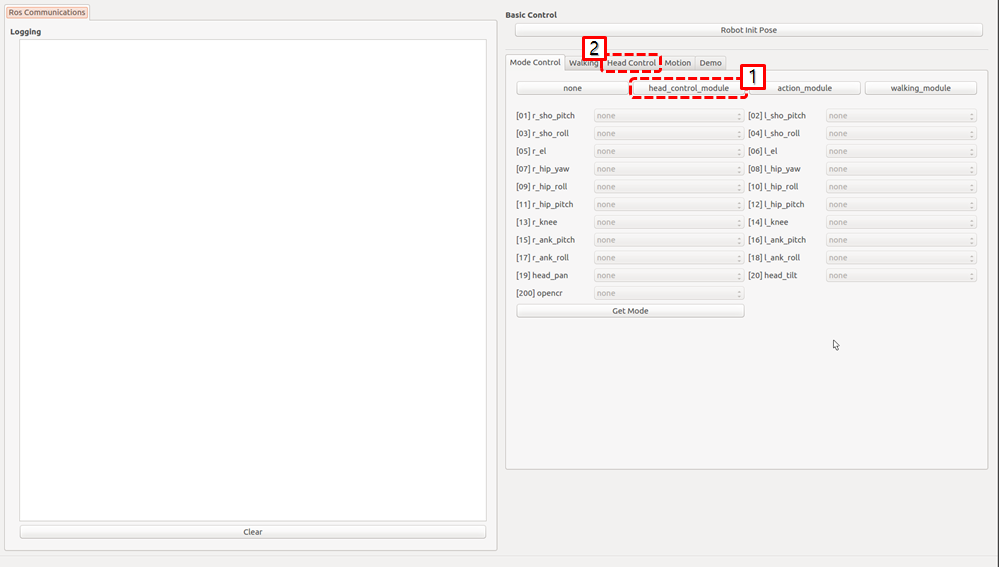 Ros Communications
Logging
Clear
Basic Control
Robot Init Pose
2
Mode Control Walking Head Control Motion Demo
1
none head_control_module action_module walking_module
[01] r_sho_pitch none [02] l_sho_pitch none
[03] r_sho_roll none [04] l_sho_roll none
[05] r_el none [06] l_el none
[07] r_hip_yaw none [08] l_hip_yaw none
[09] r_hip_roll none [10] l_hip_roll none
[11] r_hip_pitch none [12] l_hip_pitch none
[13] r_knee none [14] l_knee none
[15] r_ank_pitch none [16] l_ank_pitch none
[17] r_ank_roll none [18] l_ank_roll none
[19] head_pan none [20] head_tilt none
[200] opencr none
Get Mode